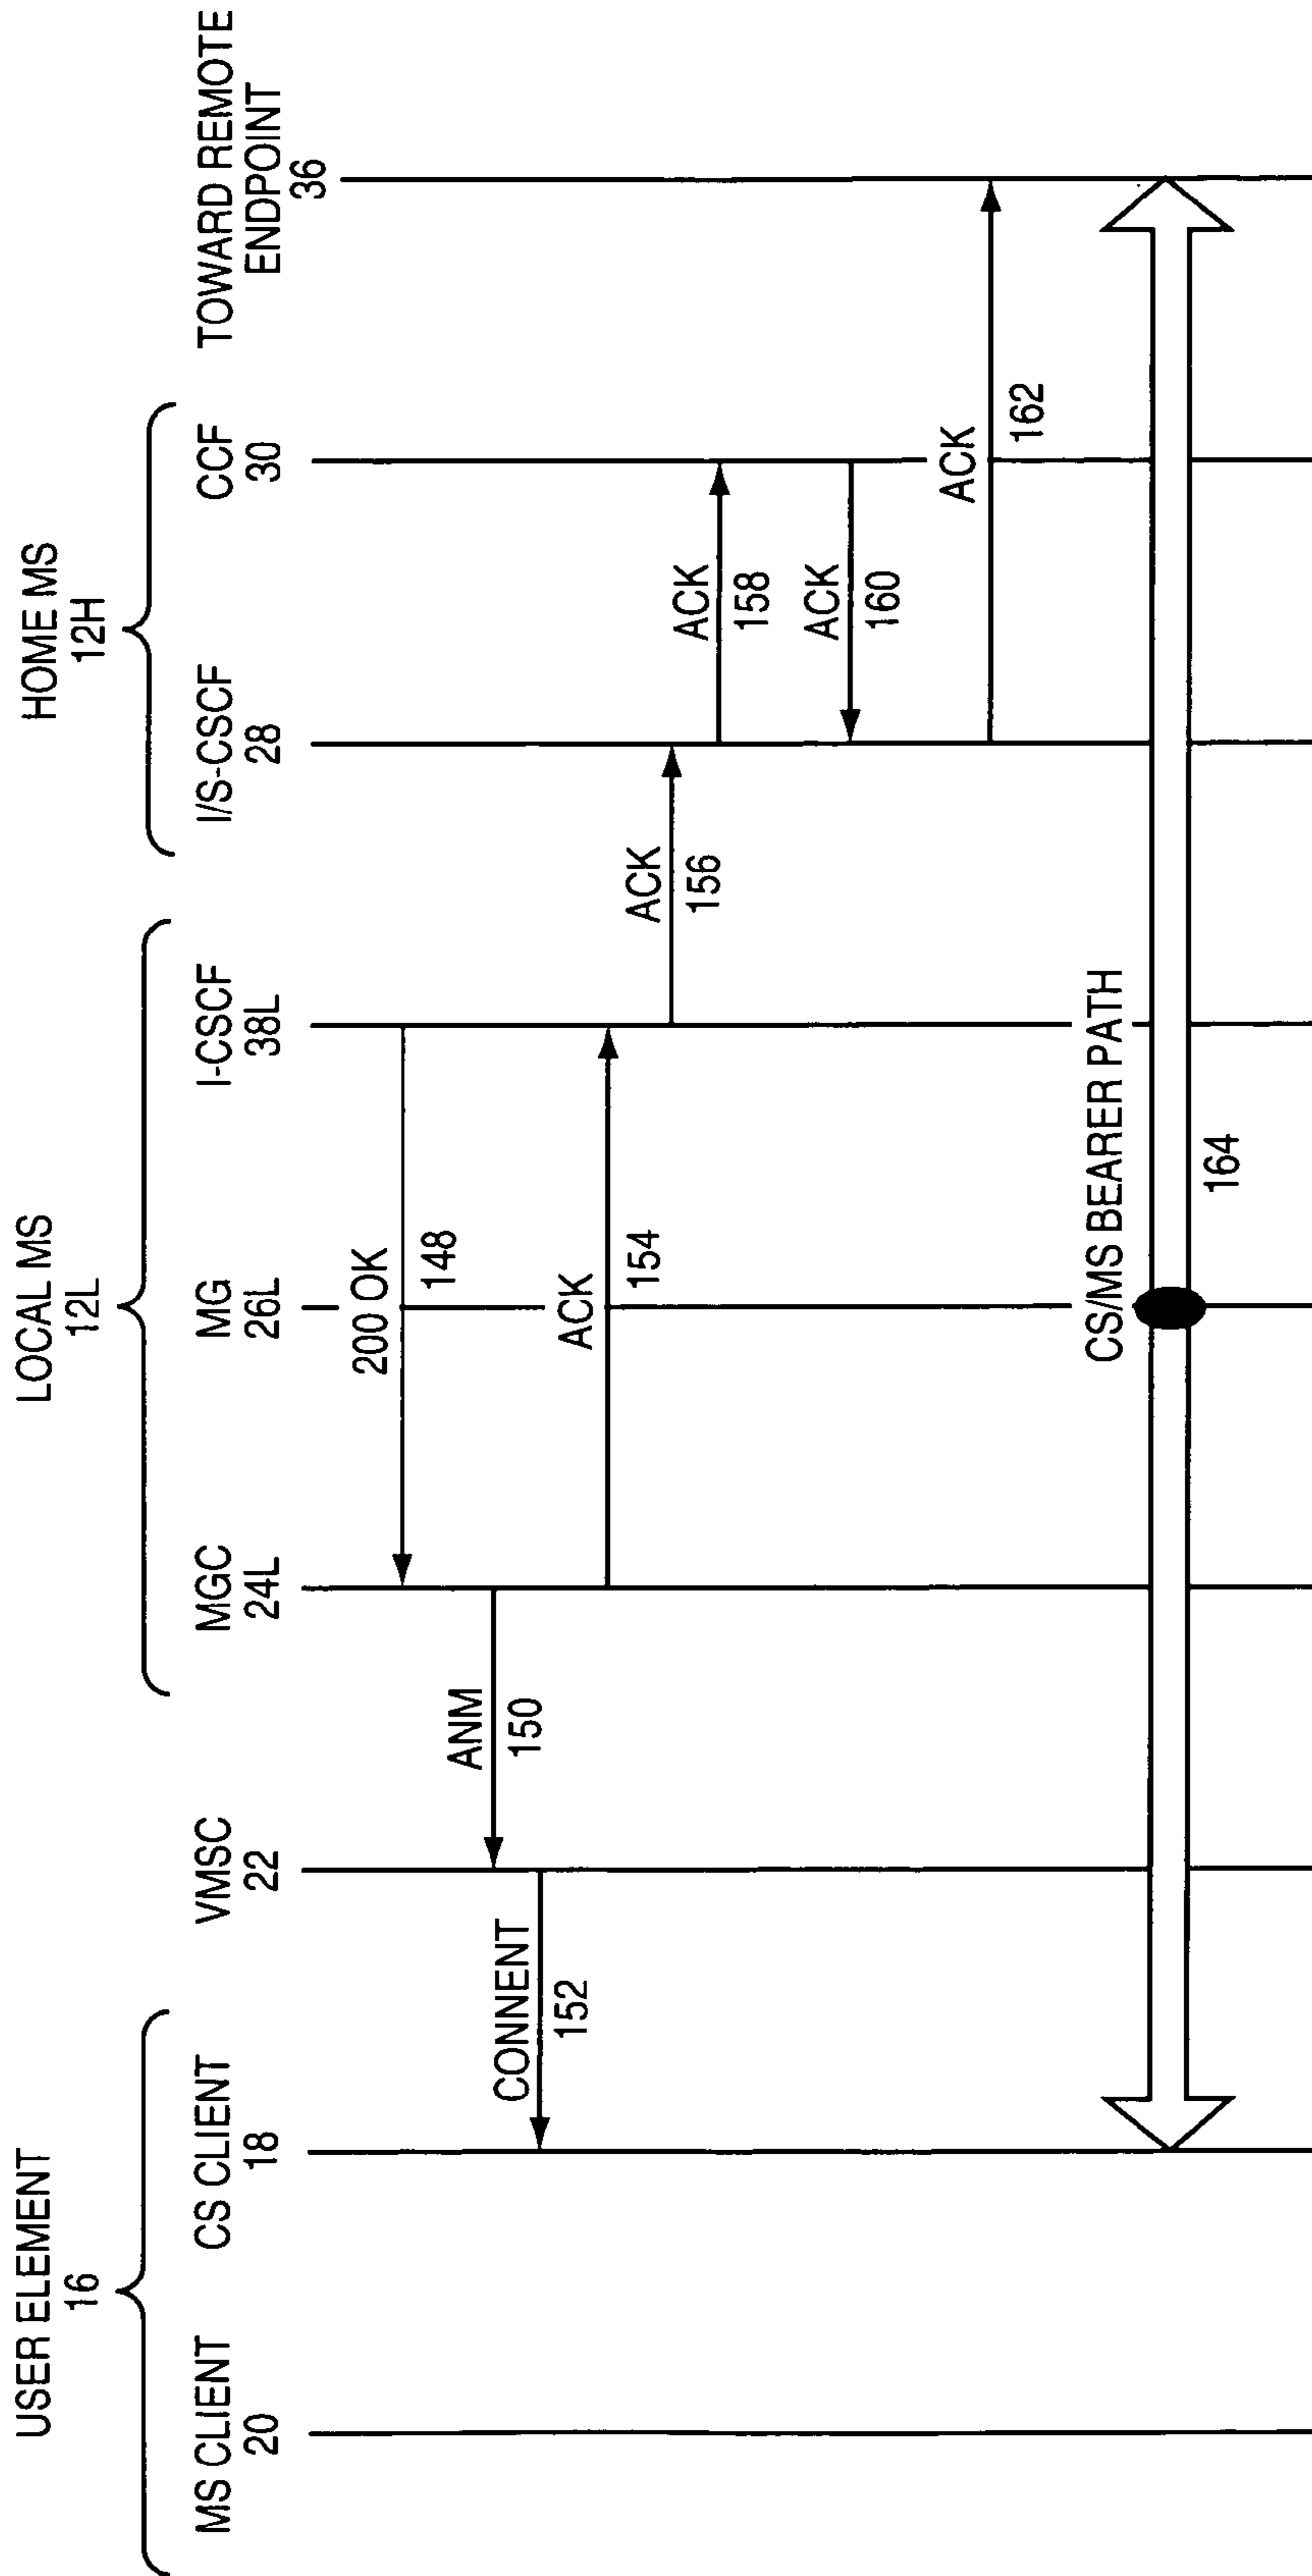 USER ELEMENT
16
LOCAL MS
12L
HOME MS
12H
MS CLIENT
20
CS CLIENT
18
VMSC
22
MGC
24L
MG
26L
I-CSCF
38L
I/S-CSCF
28
CCF
30
TOWARD REMOTE
ENDPOINT
36
200 OK
148
ANM
150
CONNENT
152
ACK
154
ACK
156
ACK
158
ACK
160
ACK
162
CS/MS BEARER PATH
164